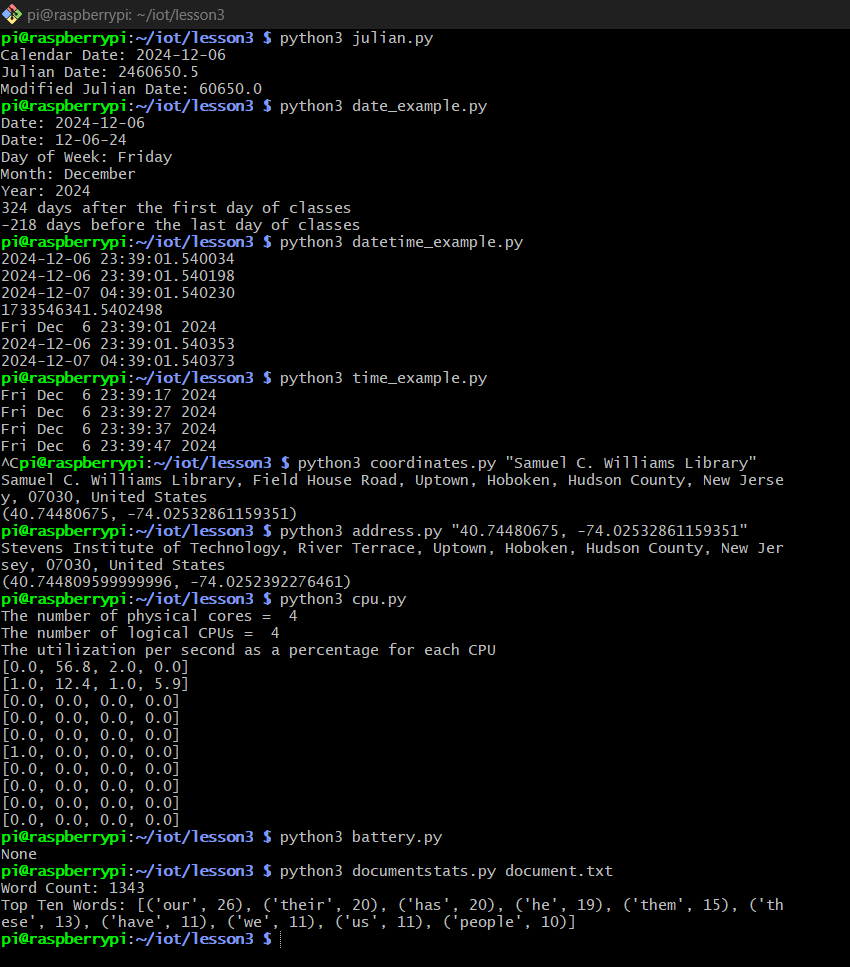 pi@raspberrypi: ~/iot/lesson3
pi@raspberrypi:~/iot/lesson3 $ python3 julian.py
Calendar Date: 2024-12-06
Julian Date: 2460650.5
Modified Julian Date: 60650.0
pi@raspberrypi:~/iot/lesson3 $ python3 date_example.py
Date: 2024-12-06
Date: 12-06-24
Day of Week: Friday
Month: December
Year: 2024
324 days after the first day of classes
-218 days before the last day of classes
pi@raspberrypi:~/iot/lesson3 $ python3 datetime_example.py
2024-12-06 23:39:01.540034
2024-12-06 23:39:01.540198
2024-12-07 04:39:01.540230
1733546341.5402498
Fri Dec  6 23:39:01 2024
2024-12-06 23:39:01.540353
2024-12-07 04:39:01.540373
pi@raspberrypi:~/iot/lesson3 $ python3 time_example.py
Fri Dec  6 23:39:17 2024
Fri Dec  6 23:39:27 2024
Fri Dec  6 23:39:37 2024
Fri Dec  6 23:39:47 2024
^Cpi@raspberrypi:~/iot/lesson3 $ python3 coordinates.py "Samuel C. Williams Library"
Samuel C. Williams Library, Field House Road, Uptown, Hoboken, Hudson County, New Jerse
y, 07030, United States
(40.74480675, -74.02532861159351)
pi@raspberrypi:~/iot/lesson3 $ python3 address.py "40.74480675, -74.02532861159351"
Stevens Institute of Technology, River Terrace, Uptown, Hoboken, Hudson County, New Jer
sey, 07030, United States
(40.744809599999996, -74.0252392276461)
pi@raspberrypi:~/iot/lesson3 $ python3 cpu.py
The number of physical cores =  4
The number of logical CPUs =  4
The utilization per second as a percentage for each CPU
[0.0, 56.8, 2.0, 0.0]
[1.0, 12.4, 1.0, 5.9]
[0.0, 0.0, 0.0, 0.0]
[0.0, 0.0, 0.0, 0.0]
[0.0, 0.0, 0.0, 0.0]
[1.0, 0.0, 0.0, 0.0]
[0.0, 0.0, 0.0, 0.0]
[0.0, 0.0, 0.0, 0.0]
[0.0, 0.0, 0.0, 0.0]
[0.0, 0.0, 0.0, 0.0]
pi@raspberrypi:~/iot/lesson3 $ python3 battery.py
None
pi@raspberrypi:~/iot/lesson3 $ python3 documentstats.py document.txt
Word Count: 1343
Top Ten Words: [('our', 26), ('their', 20), ('has', 20), ('he', 19), ('them', 15), ('th
ese', 13), ('have', 11), ('we', 11), ('us', 11), ('people', 10)]
pi@raspberrypi:~/iot/lesson3 $